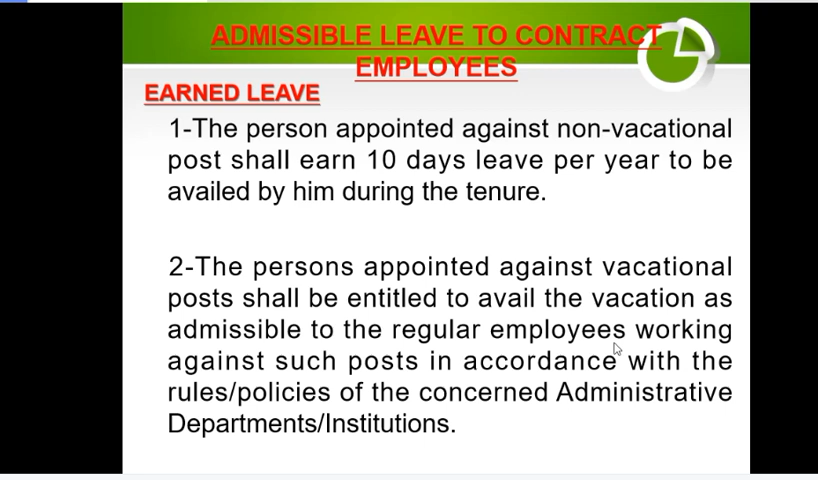 ADMISSIBLE LEAVE TO CONTRACT
EMPLOYEES
EARNED LEAVE
1-The person appointed against non-vacational
post shall earn 10 days leave per year to be
availed by him during the tenure.
2-The persons appointed against vacational
posts shall be entitled to avail the vacation as
admissible to the regular employees working
against such posts in accordance with the
rules/policies of the concerned Administrative
Departments/Institutions.